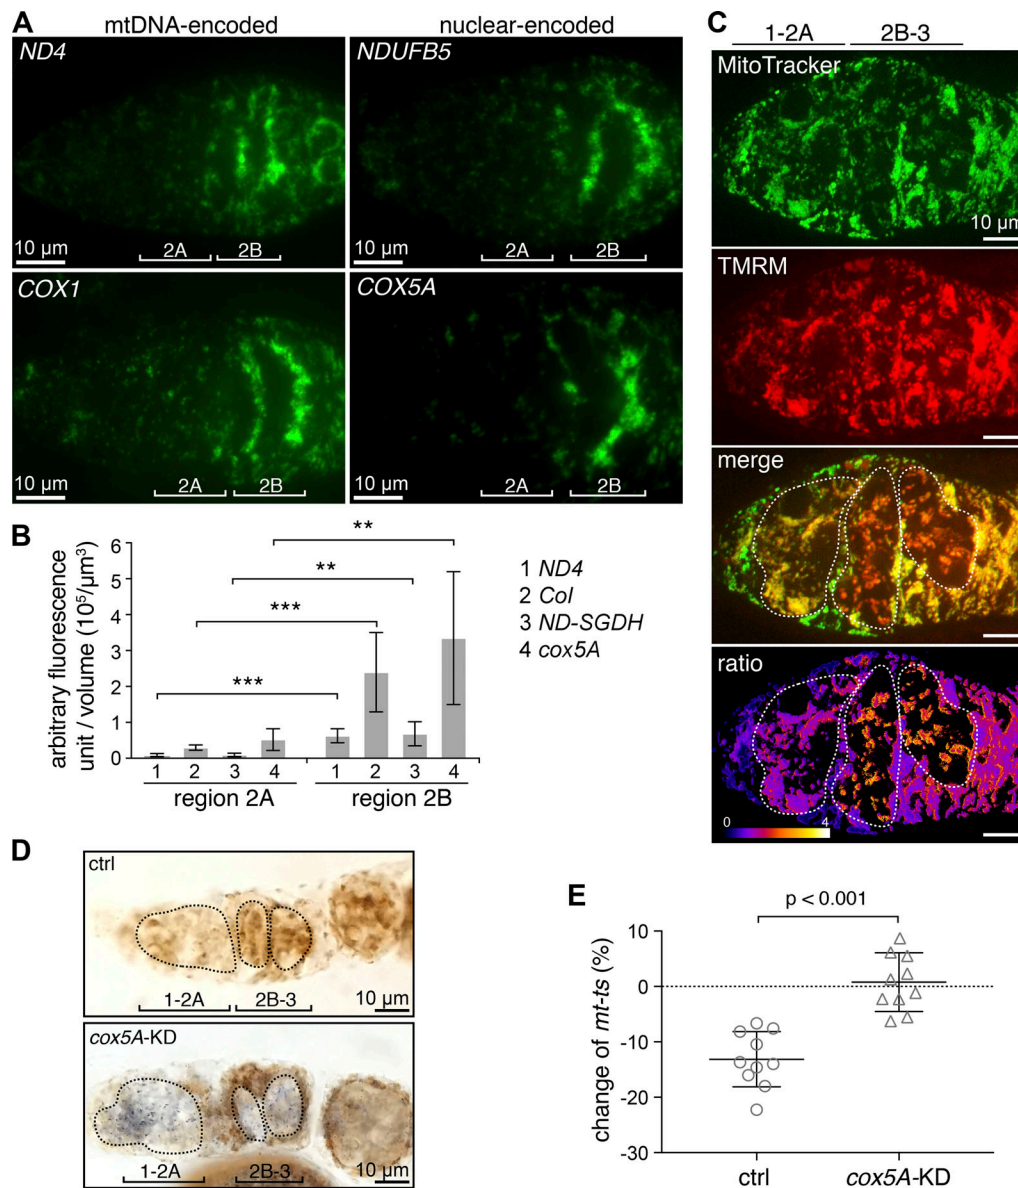 A
mtDNA-encoded
nuclear-encoded
ND4
10 µm
2A
2B
NDUFB5
10 µm
2A
2B
COX1
10 µm
2A
2B
COX5A
10 µm
2A
2B
B
arbitrary fluorescence
unit / volume (10⁵/µm³)
6
5
4
3
2
1
0
**
**
***
***
1 2 3 4
1 2 3 4
region 2A
region 2B
1 ND4
2 CoI
3 ND-SGDH
4 cox5A
C
1-2A
2B-3
MitoTracker
10 µm
TMRM
merge
ratio
0
4
D
ctrl
1-2A
2B-3
10 µm
cox5A-KD
1-2A
2B-3
10 µm
E
p < 0.001
change of mt-ts (%)
10
0
-10
-20
-30
ctrl
cox5A-KD